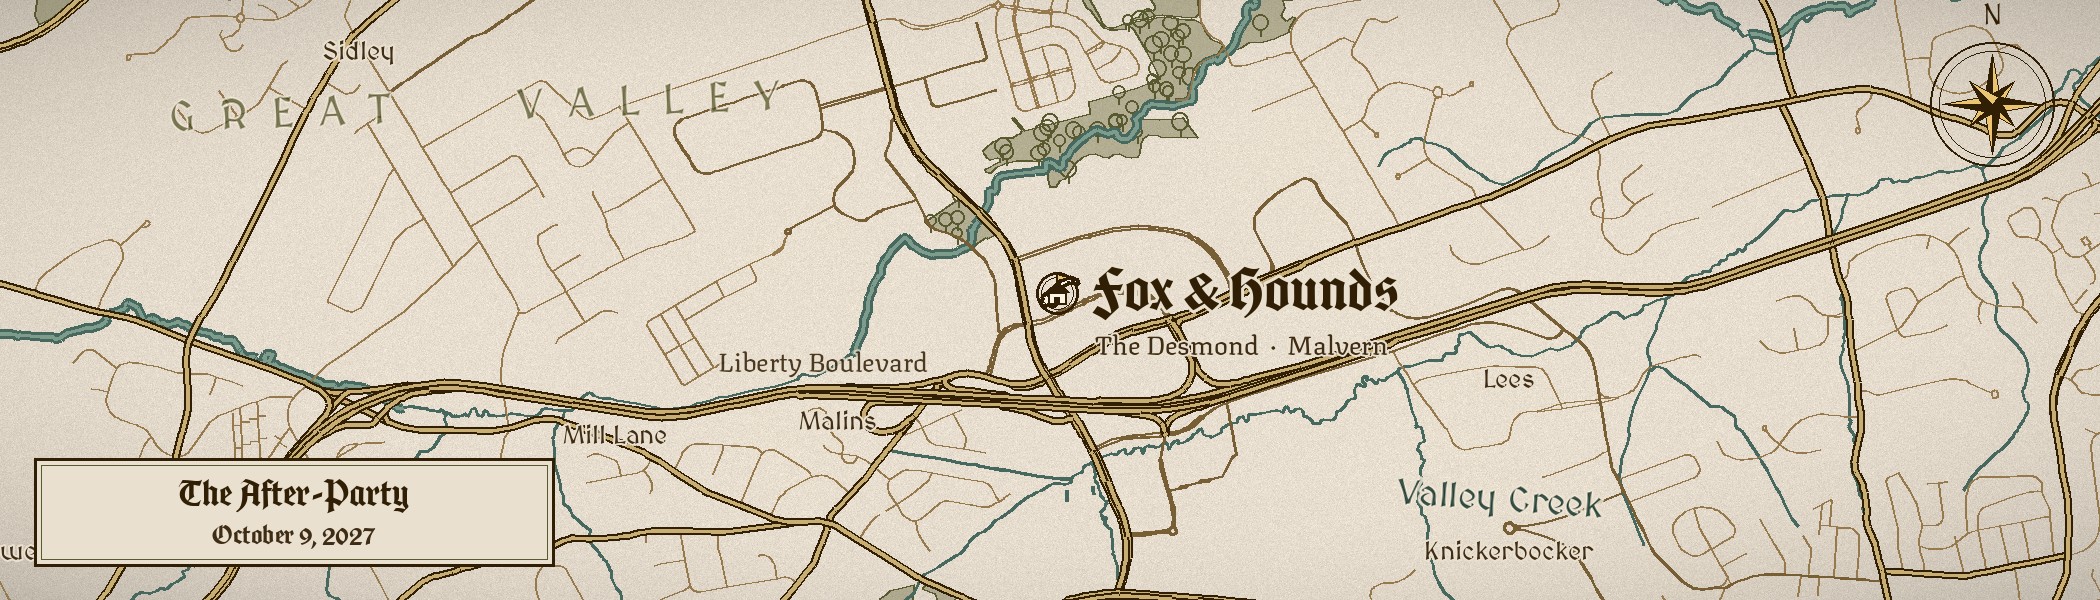 N
Sidley
GREAT VALLEY
Fox & Hounds
The Desmond · Malvern
Liberty Boulevard
Lees
Malins
Mill Lane
The After-Party
October 9, 2027
Valley Creek
Knickerbocker